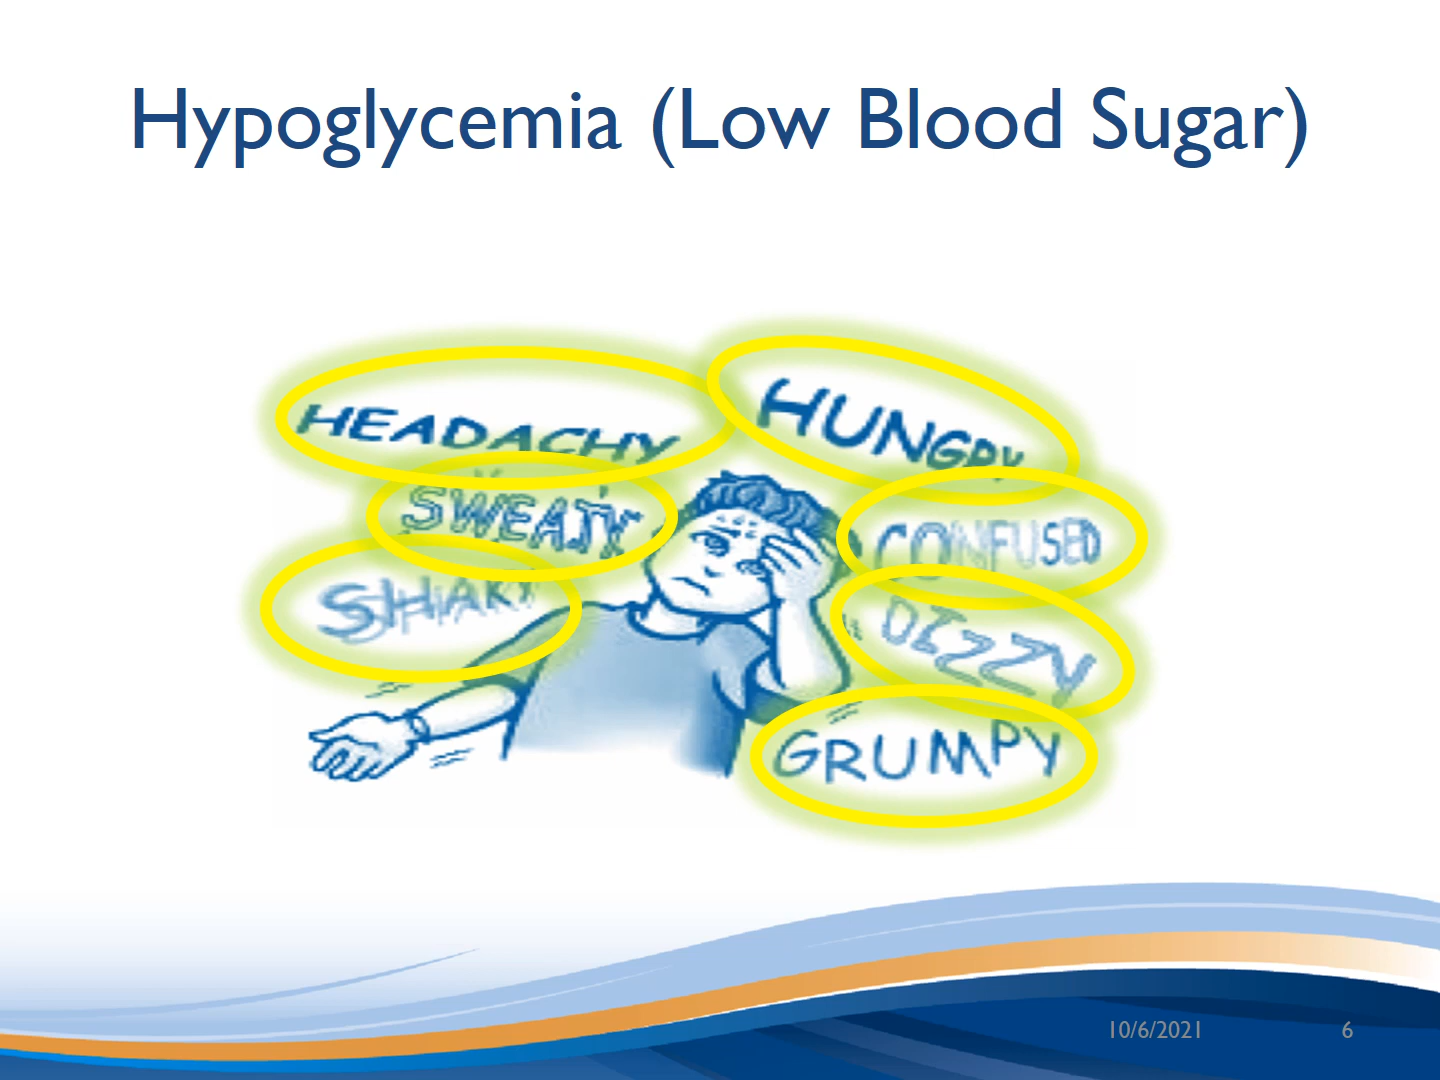 Hypoglycemia (Low Blood Sugar)
HEADACHY
HUNGRY
SWEATY
CONFUSED
SHAKY
DIZZY
GRUMPY
10/6/2021
6